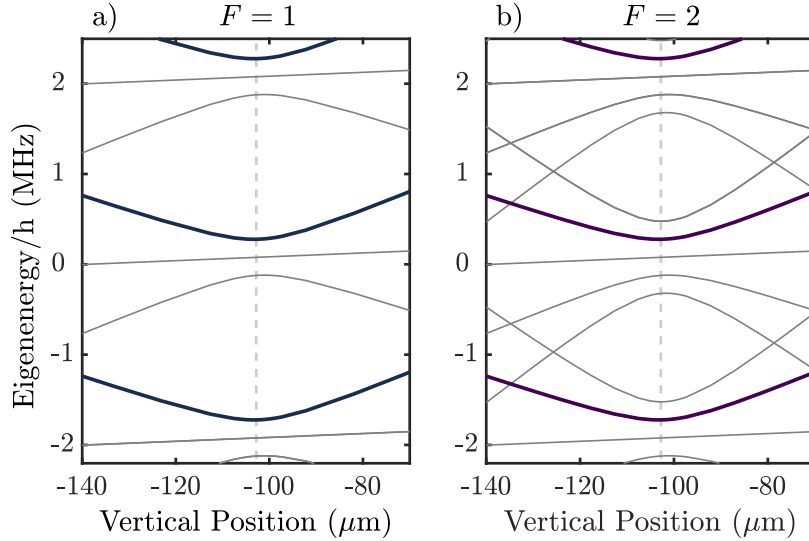 a)
F = 1
b)
F = 2
Eigenenergy/h (MHz)
2
1
0
-1
-2
2
1
0
-1
-2
-140
-120
-100
-80
-140
-120
-100
-80
Vertical Position (μm)
Vertical Position (μm)